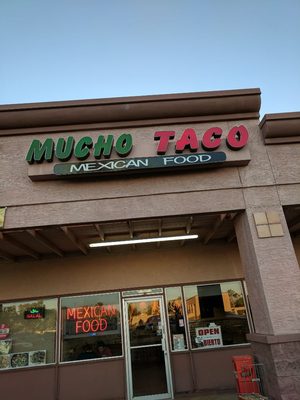 MUCHO TACO
MEXICAN FOOD
MEXICAN
FOOD
OPEN
ABIERTO